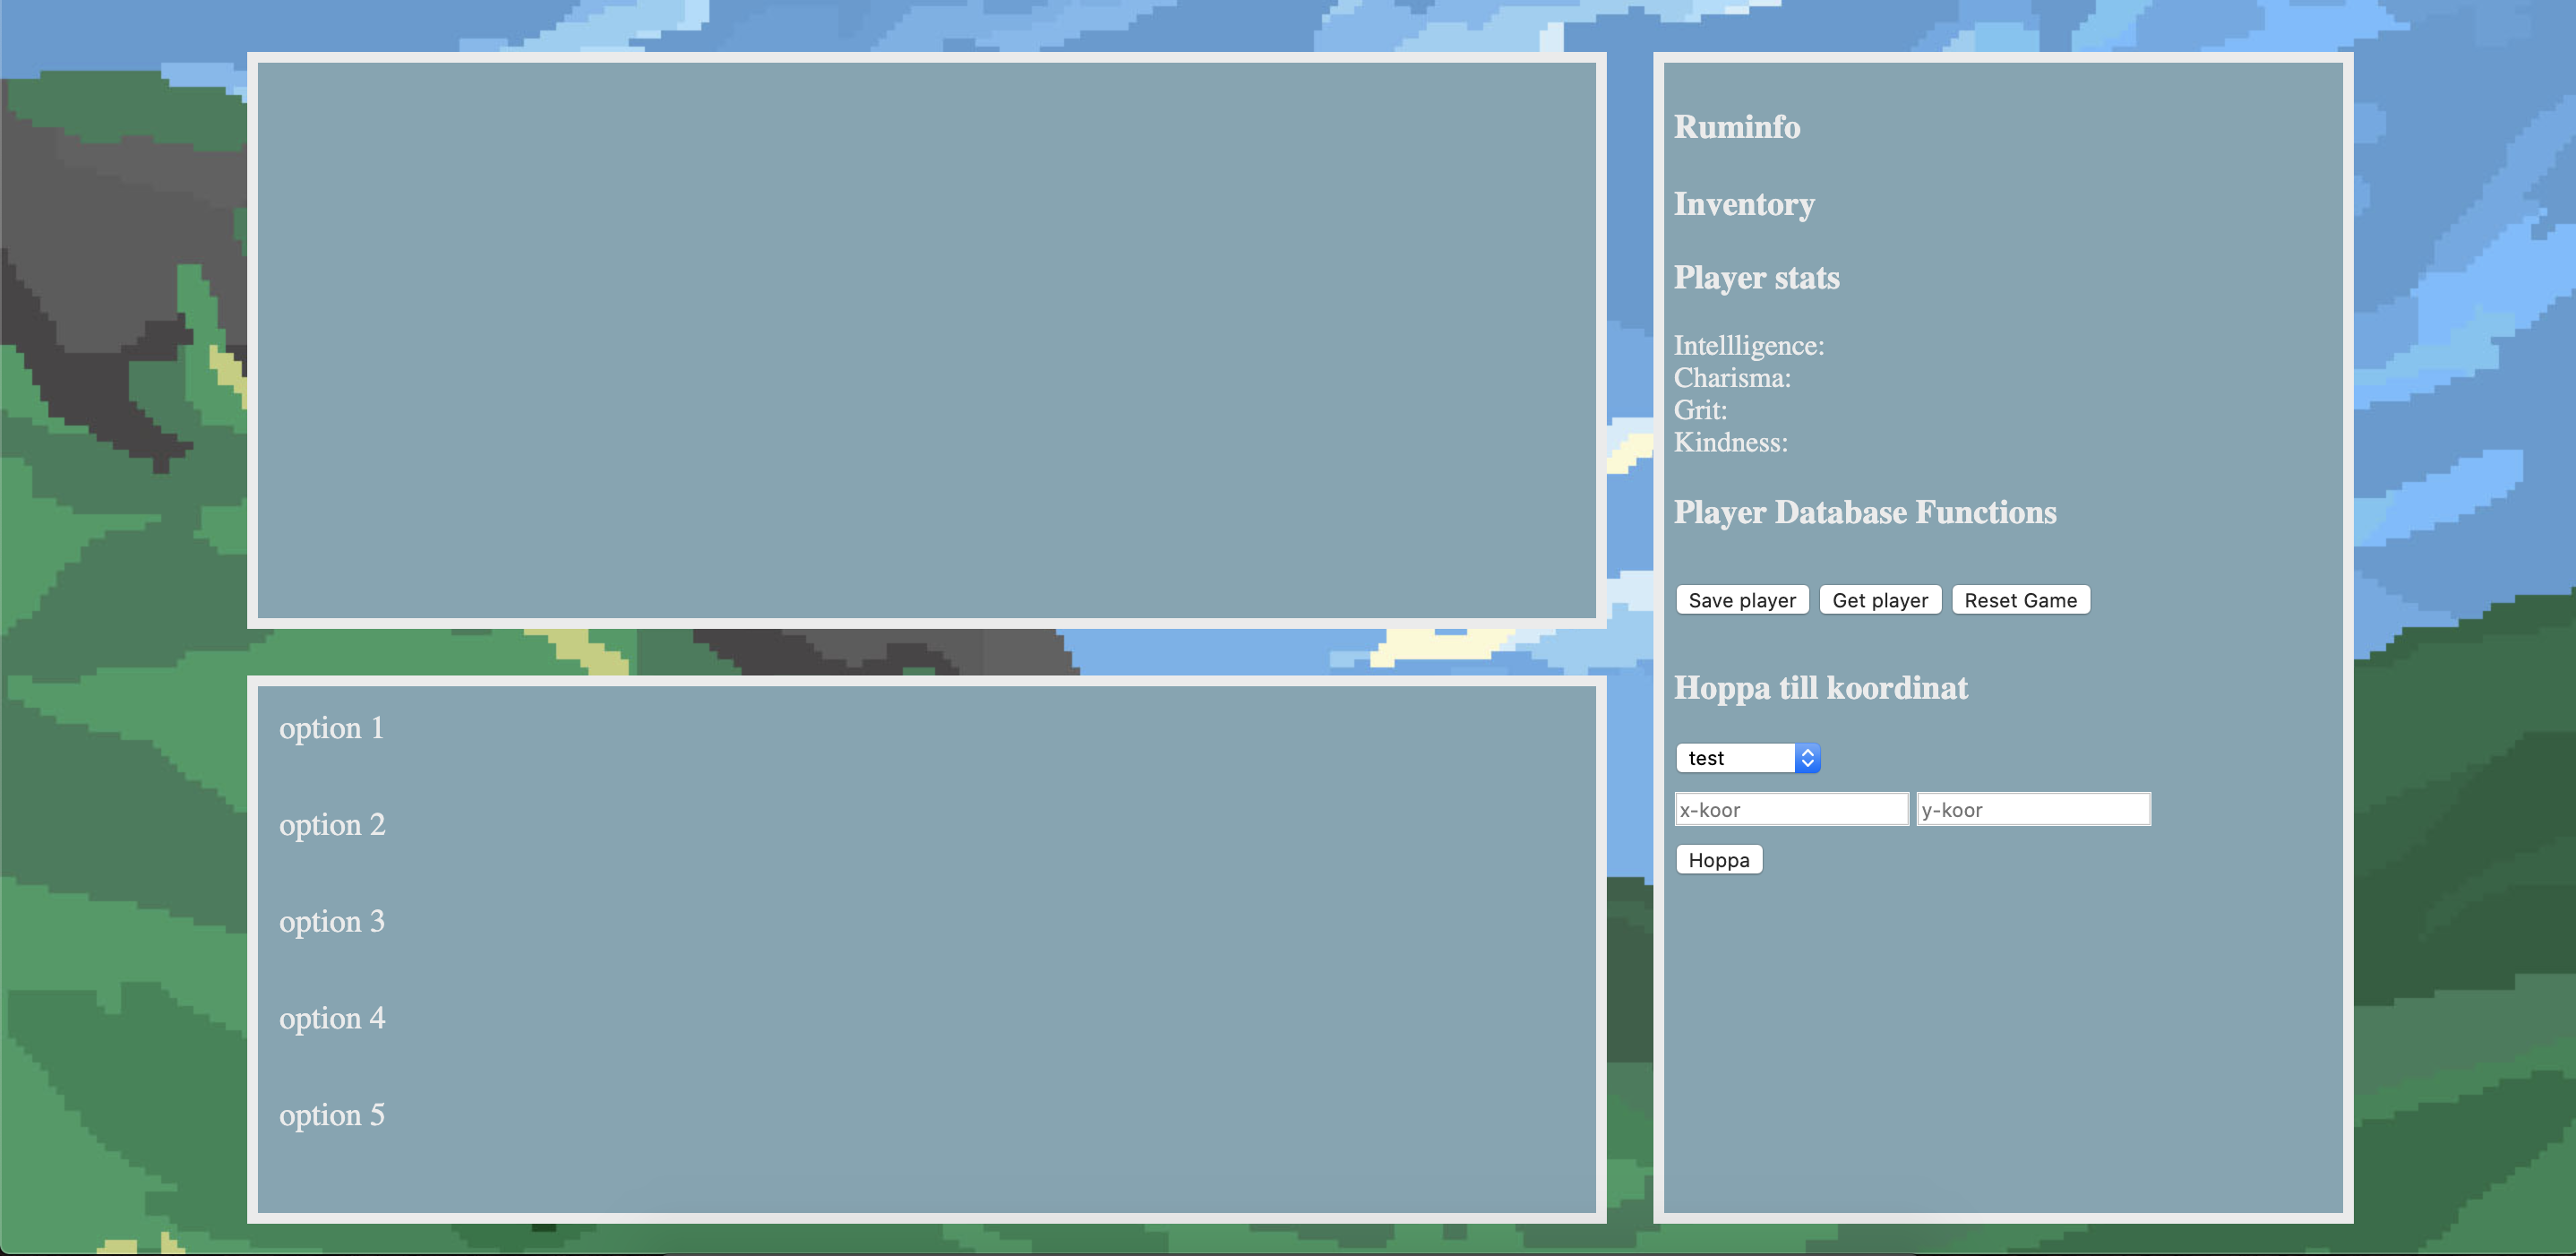 option 1
option 2
option 3
option 4
option 5
Ruminfo
Inventory
Player stats
Intellligence:
Charisma:
Grit:
Kindness:
Player Database Functions
Save player Get player Reset Game
Hoppa till koordinat
test
x-koor y-koor
Hoppa